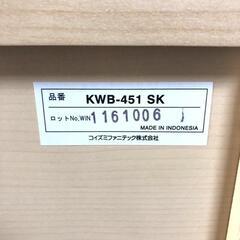 品番 KWB-451 SK
ロットNo,WIN 1161006
MADE IN INDONESIA
コイズミファニテック株式会社